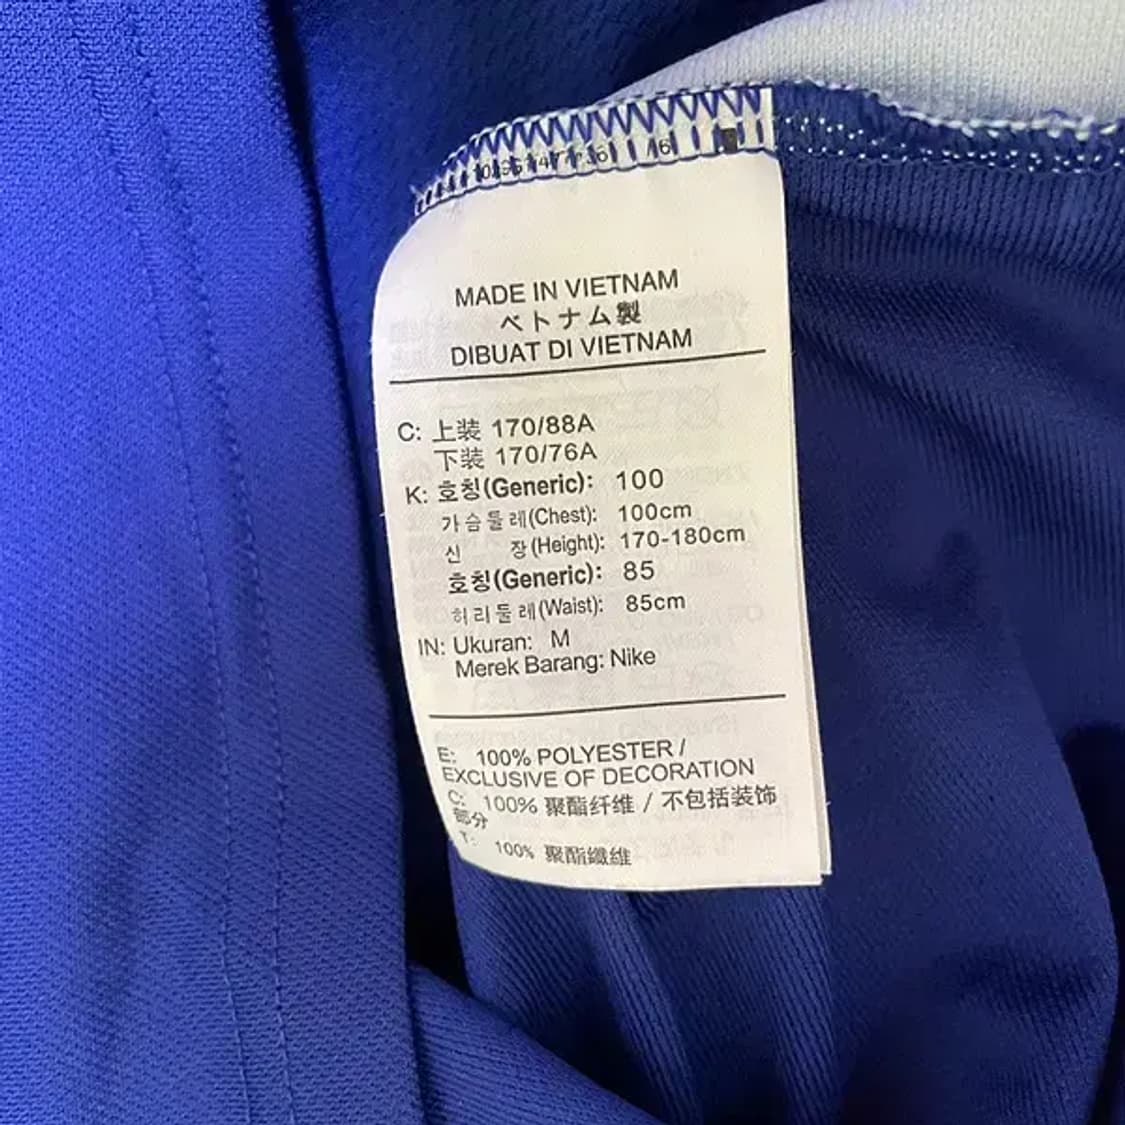 MADE IN VIETNAM
ベトナム製
DIBUAT DI VIETNAM
C: 上装 170/88A
下装 170/76A
K: 호칭(Generic): 100
가슴둘레(Chest): 100cm
신 장(Height): 170-180cm
호칭(Generic): 85
허리둘레(Waist): 85cm
IN: Ukuran: M
Merek Barang: Nike
E: 100% POLYESTER /
EXCLUSIVE OF DECORATION
C: 100% 聚酯纤维 / 不包括装饰
部分
T: 100% 聚酯纖維